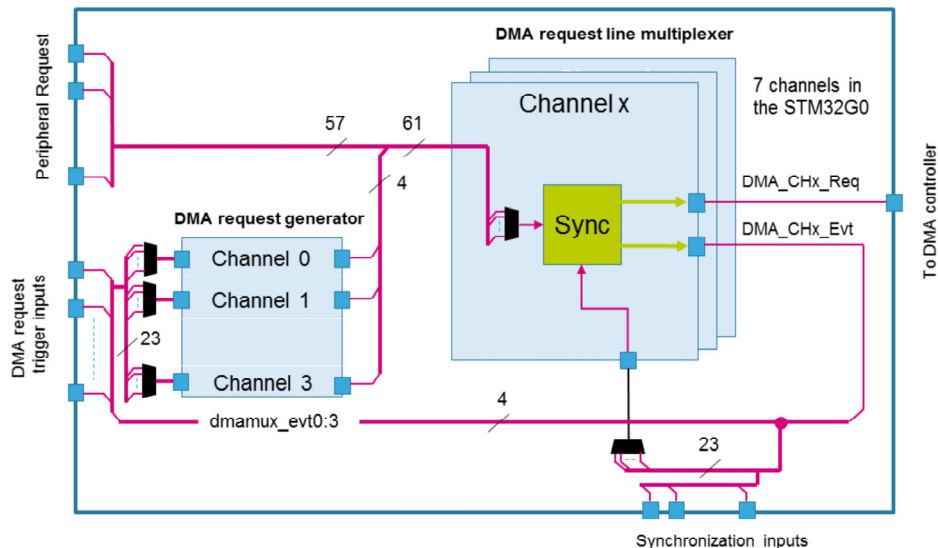 DMA request line multiplexer
Peripheral Request
Channel x
7 channels in
the STM32G0
57
61
4
DMA_CHx_Req
DMA request generator
Sync
DMA_CHx_Evt
To DMA controller
Channel 0
Channel 1
DMA request
trigger inputs
23
Channel 3
dmamux_evt0:3
4
23
Synchronization inputs